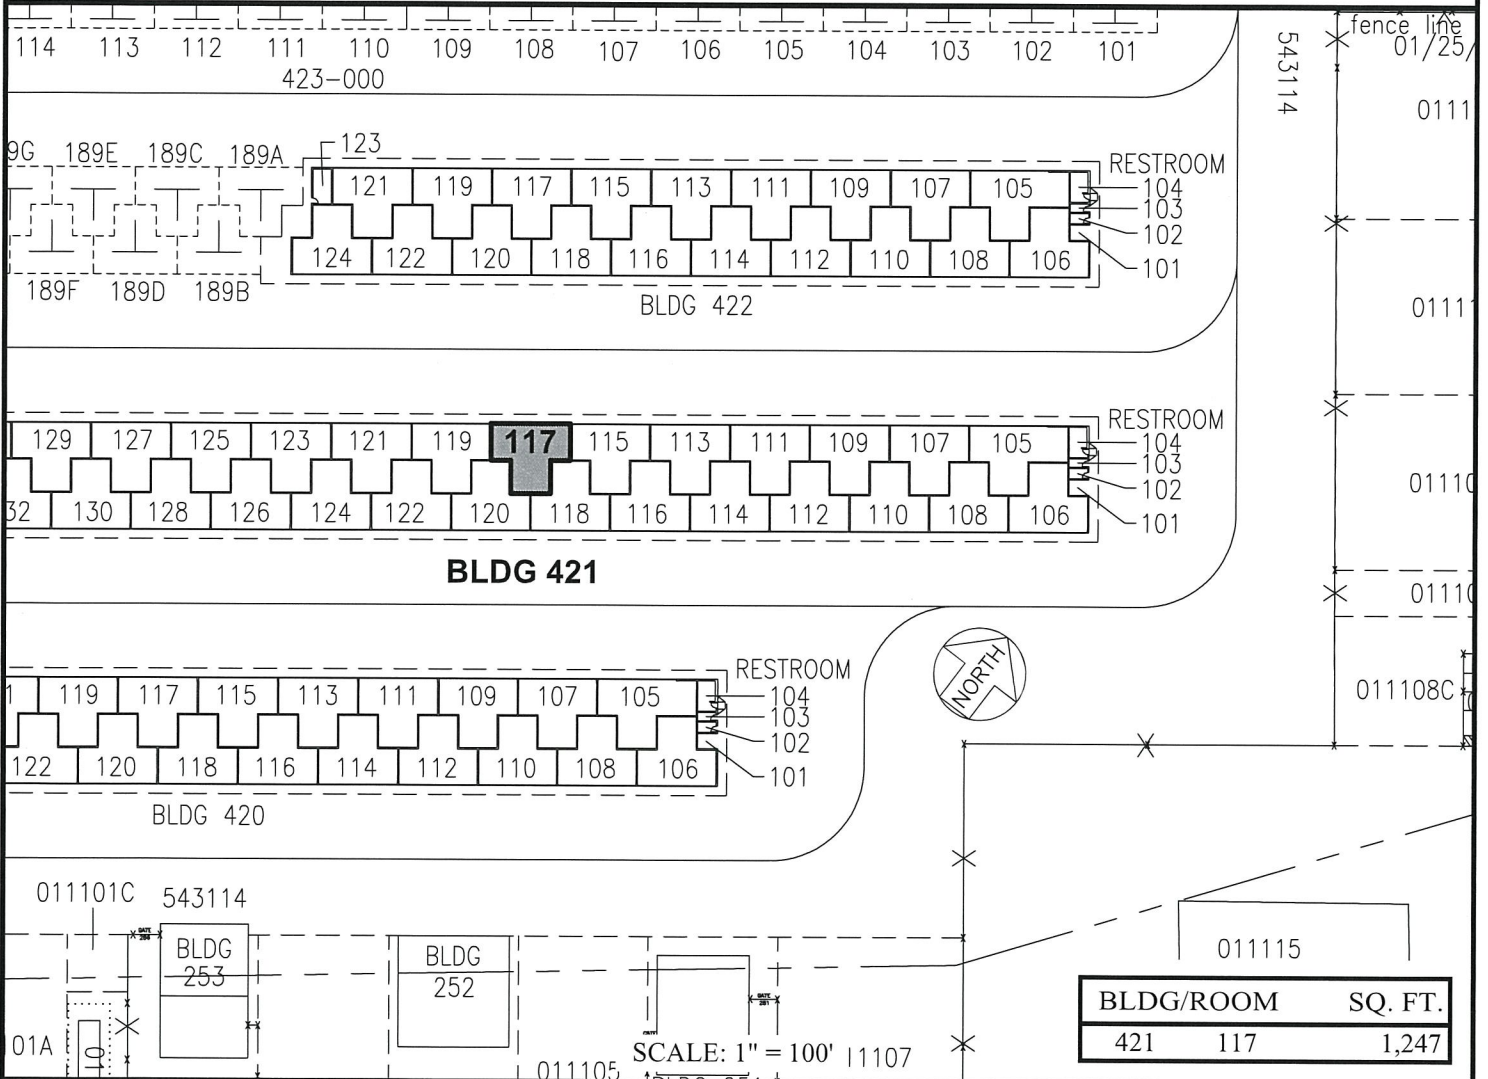 114 113 112 111 110 109 108 107 106 105 104 103 102 101
423-000
543114
fence line
01/25/
0111
9G 189E 189C 189A
123
RESTROOM
121 119 117 115 113 111 109 107 105
104
103
102
101
124 122 120 118 116 114 112 110 108 106
189F 189D 189B
BLDG 422
0111
RESTROOM
129 127 125 123 121 119 117 115 113 111 109 107 105
104
103
102
101
32 130 128 126 124 122 120 118 116 114 112 110 108 106
01110
BLDG 421
01110
NORTH
RESTROOM
1 119 117 115 113 111 109 107 105
104
103
102
101
122 120 118 116 114 112 110 108 106
BLDG 420
011108C
011101C 543114
GATE
BLDG
253
BLDG
252
GATE
011115
BLDG/ROOM SQ. FT.
421 117 1,247
01A
011105
SCALE: 1" = 100'
11107